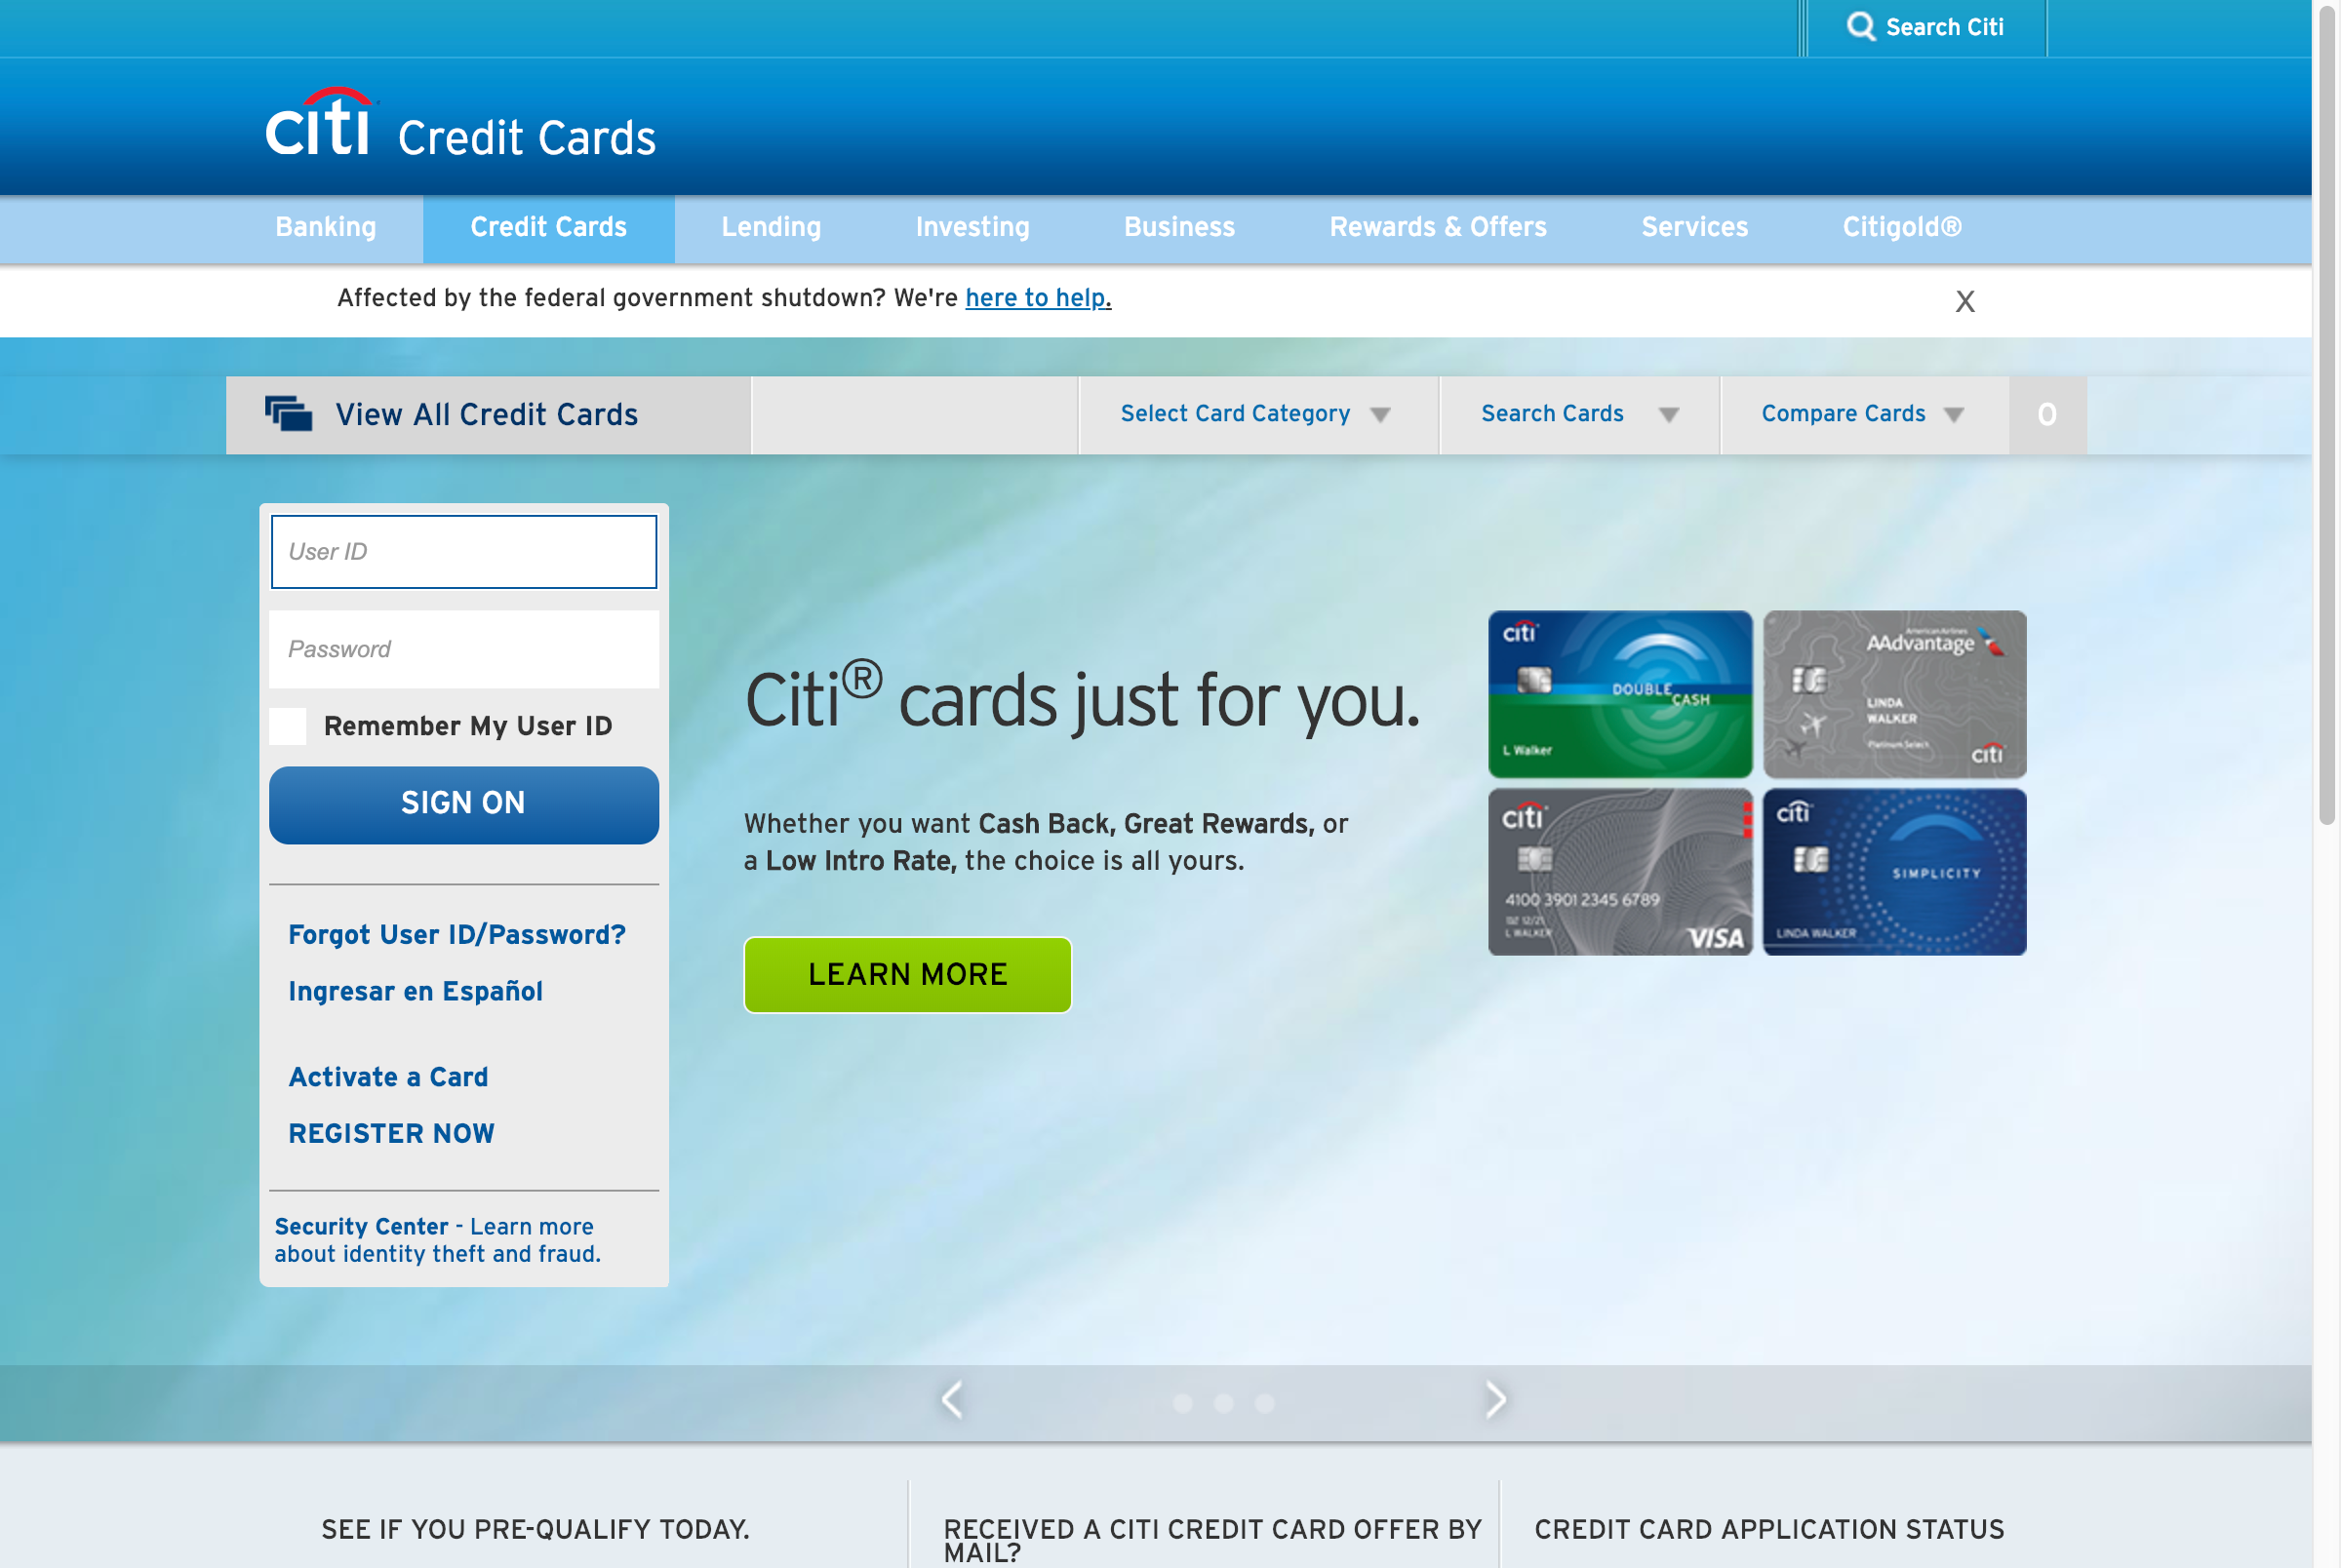 Search Citi
citi Credit Cards
Banking Credit Cards Lending Investing Business Rewards & Offers Services Citigold®
Affected by the federal government shutdown? We're here to help.
X
View All Credit Cards
Select Card Category
Search Cards
Compare Cards
0
User ID
Password
Remember My User ID
SIGN ON
Forgot User ID/Password?
Ingresar en Español
Activate a Card
REGISTER NOW
Security Center - Learn more
about identity theft and fraud.
Citi® cards just for you.
Whether you want Cash Back, Great Rewards, or
a Low Intro Rate, the choice is all yours.
LEARN MORE
citi
DOUBLE
CASH
L Walker
American Airlines
AAdvantage
LINDA
WALKER
Platinum Select
citi
citi
4100 3901 2345 6789
12/21
L WALKER
VISA
citi
SIMPLICITY
LINDA WALKER
SEE IF YOU PRE-QUALIFY TODAY.
RECEIVED A CITI CREDIT CARD OFFER BY
MAIL?
CREDIT CARD APPLICATION STATUS